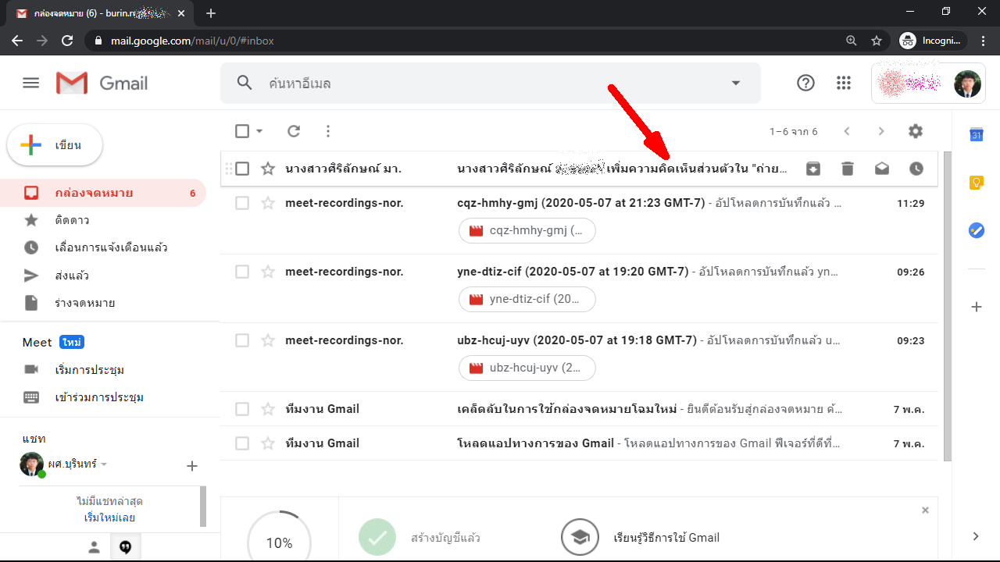 กล่องจดหมาย (6) - burin.r
mail.google.com/mail/u/0/#inbox
Incogni...
Gmail
ค้นหาอีเมล
เขียน
1–6 จาก 6
31
กล่องจดหมาย 6
ติดดาว
เลื่อนการแจ้งเตือนแล้ว
ส่งแล้ว
ร่างจดหมาย
Meet ใหม่
เริ่มการประชุม
เข้าร่วมการประชุม
แชท
ผศ.บุรินทร์
ไม่มีแชทล่าสุด
เริ่มใหม่เลย
นางสาวศิริลักษณ์ มา. นางสาวศิริลักษณ์ เพิ่มความคิดเห็นส่วนตัวใน "ถ่าย...
meet-recordings-nor. cqz-hmhy-gmj (2020-05-07 at 21:23 GMT-7) - อัปโหลดการบันทึกแล้ว ... 11:29
cqz-hmhy-gmj (...
meet-recordings-nor. yne-dtiz-cif (2020-05-07 at 19:20 GMT-7) - อัปโหลดการบันทึกแล้ว yn... 09:26
yne-dtiz-cif (20...
meet-recordings-nor. ubz-hcuj-uyv (2020-05-07 at 19:18 GMT-7) - อัปโหลดการบันทึกแล้ว u... 09:23
ubz-hcuj-uyv (2...
ทีมงาน Gmail เคล็ดลับในการใช้กล่องจดหมายโฉมใหม่ - ยินดีต้อนรับสู่กล่องจดหมาย ค้... 7 พ.ค.
ทีมงาน Gmail โหลดแอปทางการของ Gmail - โหลดแอปทางการของ Gmail ฟีเจอร์ที่ดีที่... 7 พ.ค.
10%
สร้างบัญชีแล้ว
เรียนรู้วิธีการใช้ Gmail